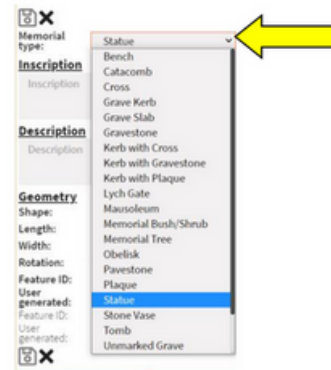 Memorial
type:
Statue
Bench
Catacomb
Cross
Grave Kerb
Grave Slab
Gravestone
Kerb with Cross
Kerb with Gravestone
Kerb with Plaque
Lych Gate
Mausoleum
Memorial Bush/Shrub
Memorial Tree
Obelisk
Pavestone
Plaque
Statue
Stone Vase
Tomb
Unmarked Grave
Inscription
Inscription
Description
Description
Geometry
Shape:
Length:
Width:
Rotation:
Feature ID:
User
generated:
Feature ID:
User
generated: